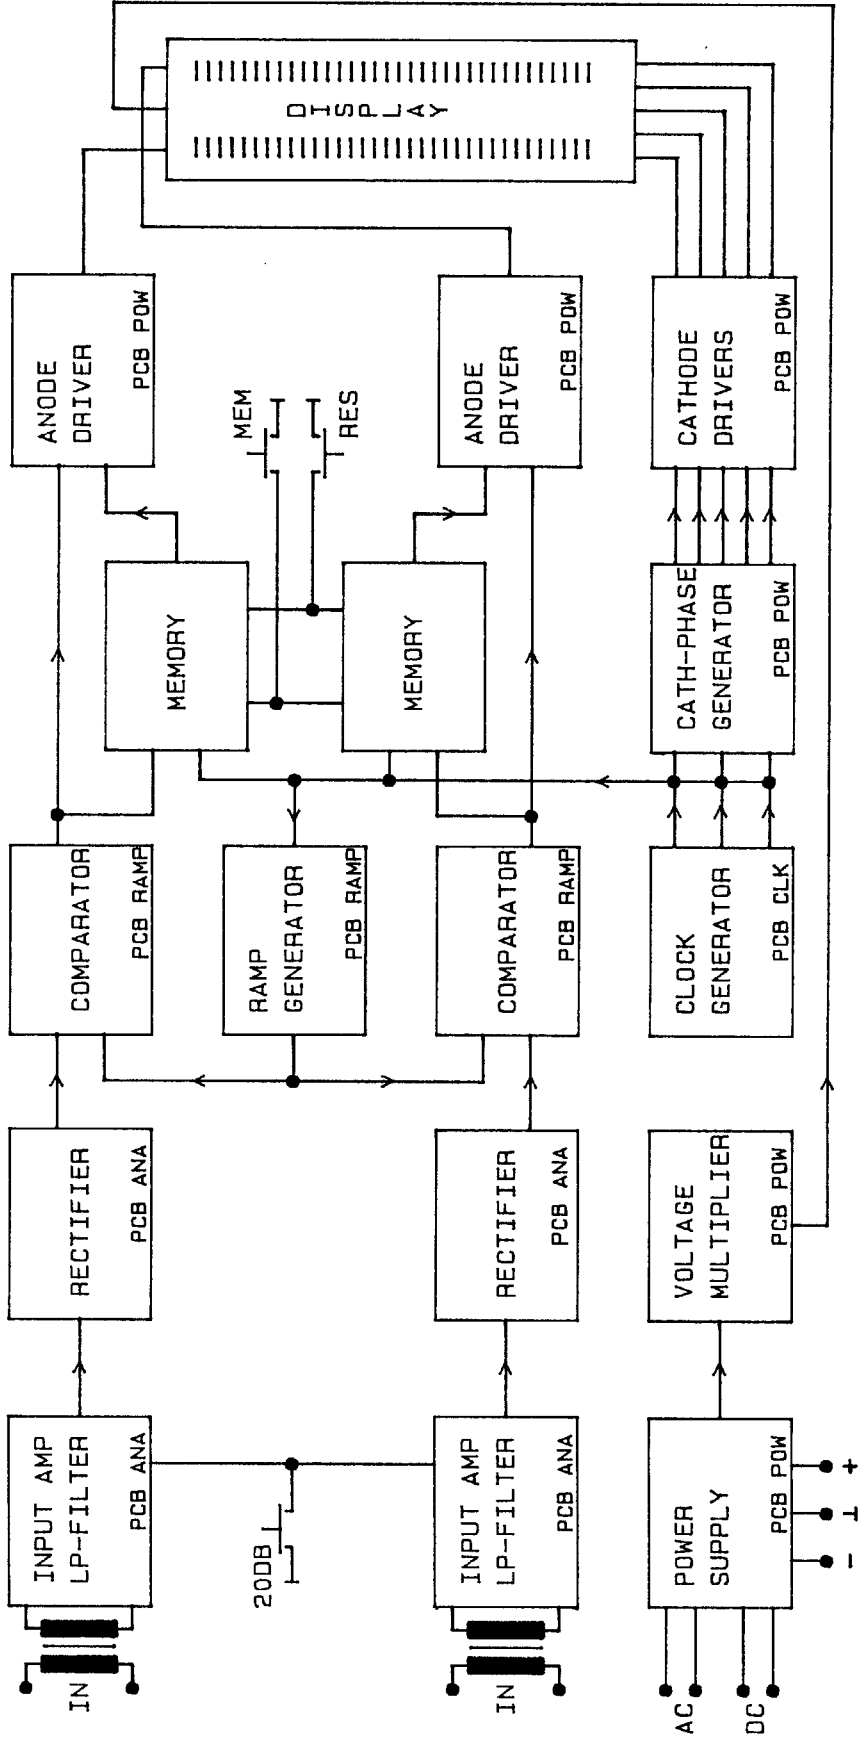 IN
INPUT AMP
LP-FILTER
PCB ANA
RECTIFIER
PCB ANA
COMPARATOR
PCB RAMP
ANODE
DRIVER
PCB POW
MEMORY
20DB
RAMP
GENERATOR
PCB RAMP
MEM
RES
DISPLAY
MEMORY
IN
INPUT AMP
LP-FILTER
PCB ANA
RECTIFIER
PCB ANA
COMPARATOR
PCB RAMP
ANODE
DRIVER
PCB POW
AC
DC
POWER
SUPPLY
PCB POW
- ⊥ +
VOLTAGE
MULTIPLIER
PCB POW
CLOCK
GENERATOR
PCB CLK
CATH-PHASE
GENERATOR
PCB POW
CATHODE
DRIVERS
PCB POW